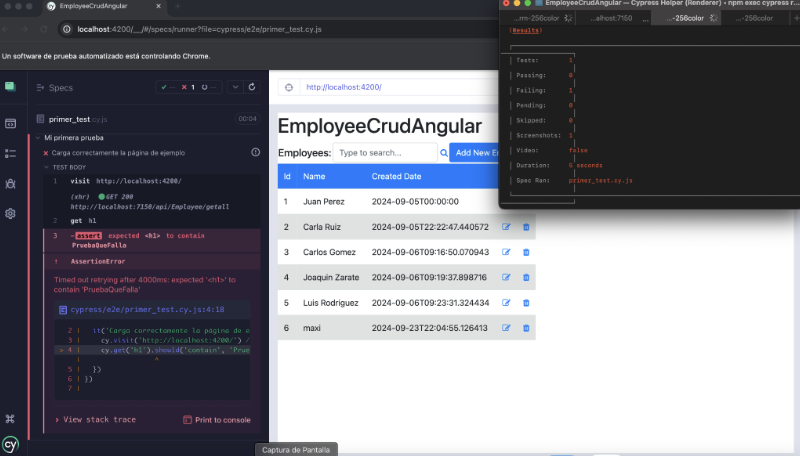 EmployeeCrudAngular
localhost:4200/__/#/specs/runner?file=cypress/e2e/primer_test.cy.js
Un software de prueba automatizado está controlando Chrome.
Specs
1
primer_test.cy.js
00:04
Mi primera prueba
Carga correctamente la página de ejemplo
TEST BODY
1 visit http://localhost:4200/
(xhr) GET 200
http://localhost:7150/api/Employee/getall
2 get h1
3 -assert expected <h1> to contain
PruebaQueFalla
! AssertionError
Timed out retrying after 4000ms: expected '<h1>' to
contain 'PruebaQueFalla'
cypress/e2e/primer_test.cy.js:4:18
2 | it('Carga correctamente la página de e
3 | cy.visit('http://localhost:4200/') /
> 4 | cy.get('h1').should('contain', 'Prue
| ^
5 | })
6 | })
7 |
> View stack trace
Print to console
cy
Captura de Pantalla
http://localhost:4200/
EmployeeCrudAngular
Employees: Type to search... Add New E
Id Name Created Date
1 Juan Perez 2024-09-05T00:00:00
2 Carla Ruiz 2024-09-05T22:22:47.440572
3 Carlos Gomez 2024-09-06T09:16:50.070943
4 Joaquin Zarate 2024-09-06T09:19:37.898716
5 Luis Rodriguez 2024-09-06T09:23:31.324434
6 maxi 2024-09-23T22:04:55.126413
EmployeeCrudAngular — Cypress Helper (Renderer) • npm exec cypress r...
...rm-256color ...alhost:7150 ...-256color ...-256color
(Results)
Tests: 1
Passing: 0
Failing: 1
Pending: 0
Skipped: 0
Screenshots: 1
Video: false
Duration: 5 seconds
Spec Ran: primer_test.cy.js